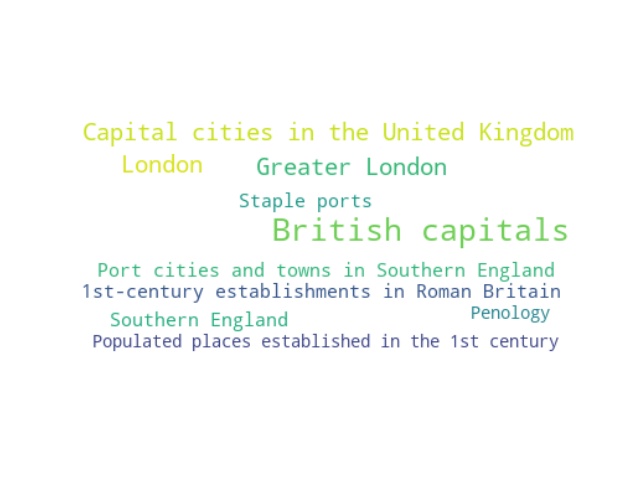 Capital cities in the United Kingdom
London Greater London
Staple ports
British capitals
Port cities and towns in Southern England
1st-century establishments in Roman Britain
Penology
Southern England
Populated places established in the 1st century